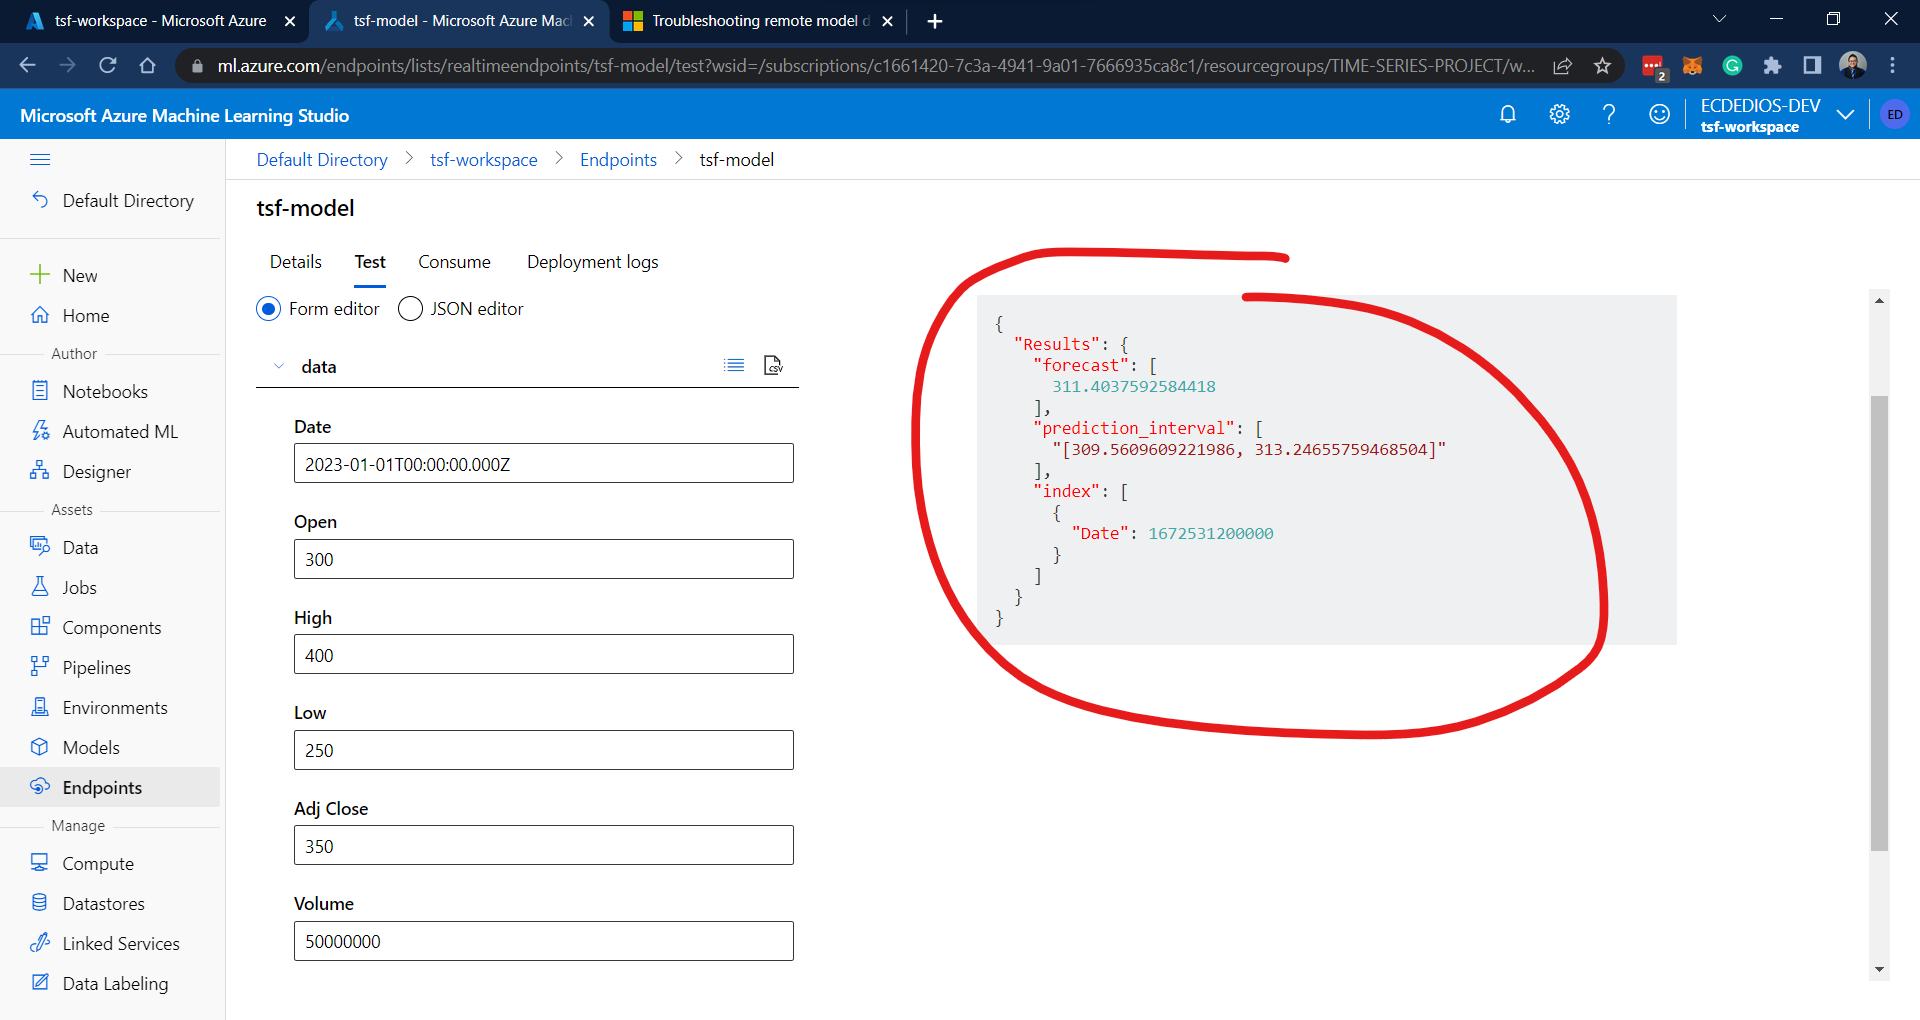 tsf-workspace - Microsoft Azure
tsf-model - Microsoft Azure Mac
Troubleshooting remote model d
ml.azure.com/endpoints/lists/realtimeendpoints/tsf-model/test?wsid=/subscriptions/c1661420-7c3a-4941-9a01-7666935ca8c1/resourcegroups/TIME-SERIES-PROJECT/w...
2
Microsoft Azure Machine Learning Studio
ECDEDIOS-DEV
tsf-workspace
ED
Default Directory
New
Home
Author
Notebooks
Automated ML
Designer
Assets
Data
Jobs
Components
Pipelines
Environments
Models
Endpoints
Manage
Compute
Datastores
Linked Services
Data Labeling
Default Directory > tsf-workspace > Endpoints > tsf-model
tsf-model
Details Test Consume Deployment logs
Form editor JSON editor
data
CSV
Date
2023-01-01T00:00:00.000Z
Open
300
High
400
Low
250
Adj Close
350
Volume
50000000
{
"Results": {
"forecast": [
311.4037592584418
],
"prediction_interval": [
"[309.5609609221986, 313.24655759468504]"
],
"index": [
{
"Date": 1672531200000
}
]
}
}